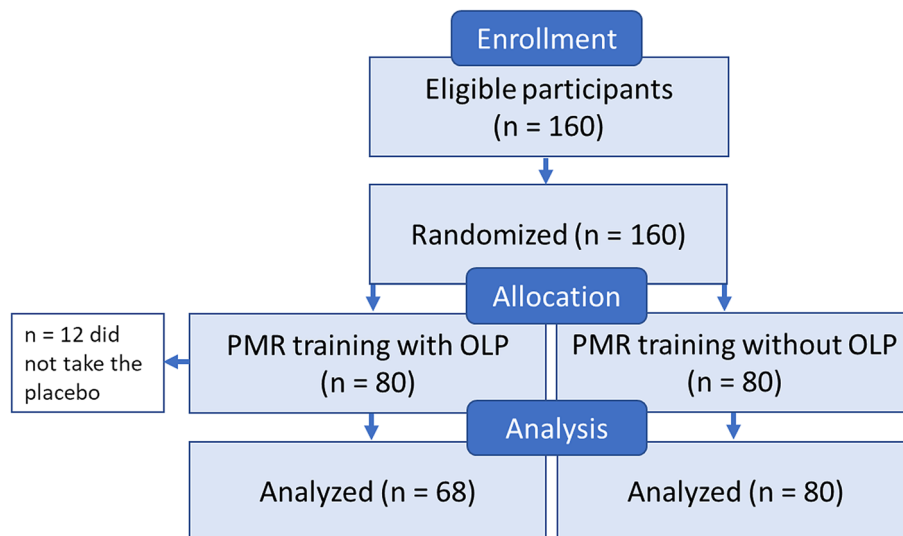 Enrollment
Eligible participants
(n = 160)
Randomized (n = 160)
Allocation
n = 12 did
not take the
placebo
PMR training with OLP
(n = 80)
PMR training without OLP
(n = 80)
Analysis
Analyzed (n = 68)
Analyzed (n = 80)